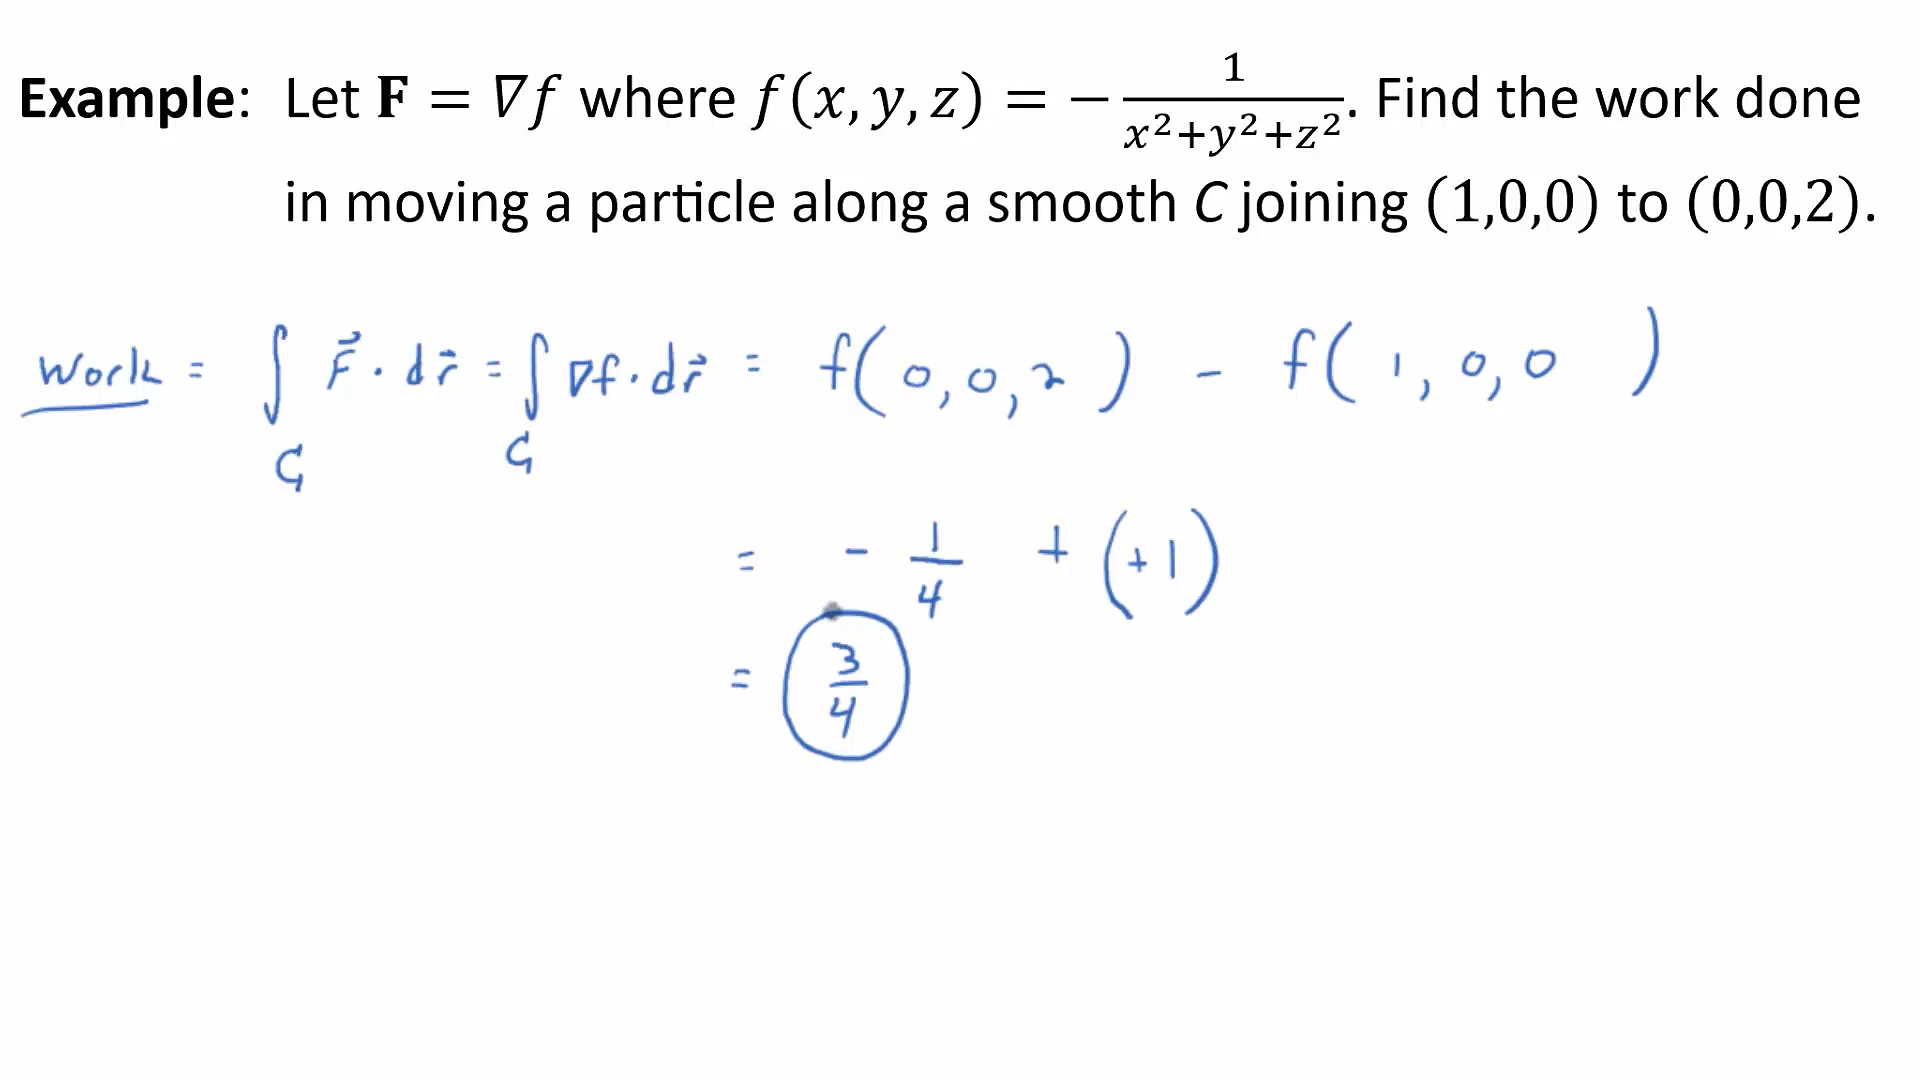 Example: Let F = ∇f where f(x, y, z) = − 1/(x²+y²+z²). Find the work done
in moving a particle along a smooth C joining (1,0,0) to (0,0,2).
Work = ∫_C F⃗ · dr⃗ = ∫_C ∇f · dr⃗ = f(0,0,2) − f(1,0,0)
= − 1/4 + (+1)
= 3/4